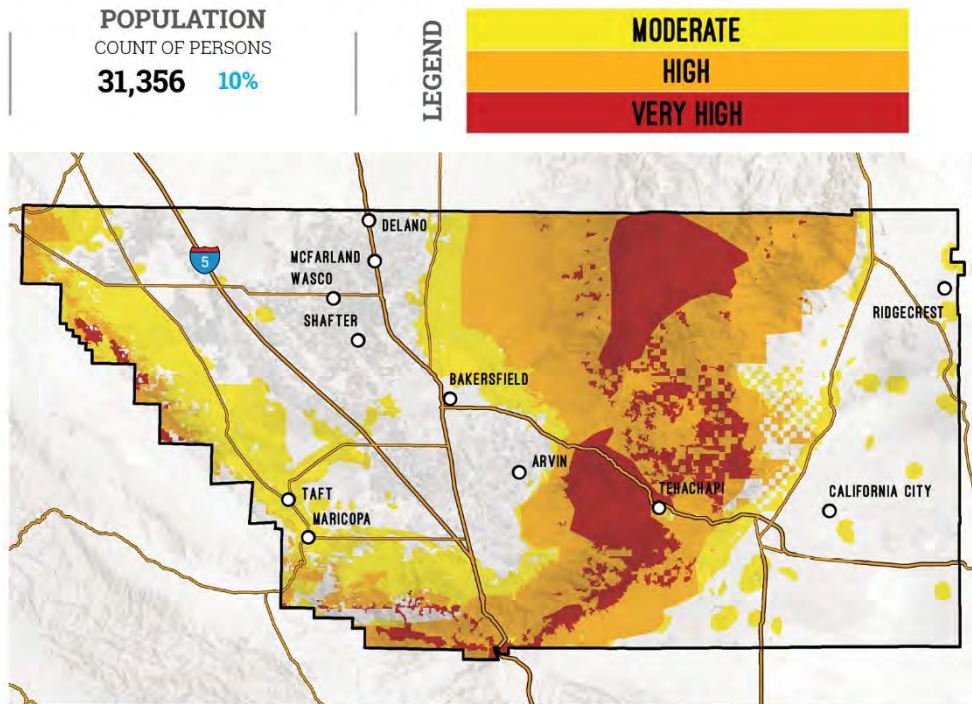 POPULATION
COUNT OF PERSONS
31,356 10%
LEGEND
MODERATE
HIGH
VERY HIGH
DELANO
5
MCFARLAND
WASCO
SHAFTER
RIDGECREST
BAKERSFIELD
ARVIN
TAFT
TEHACHAPI
CALIFORNIA CITY
MARICOPA